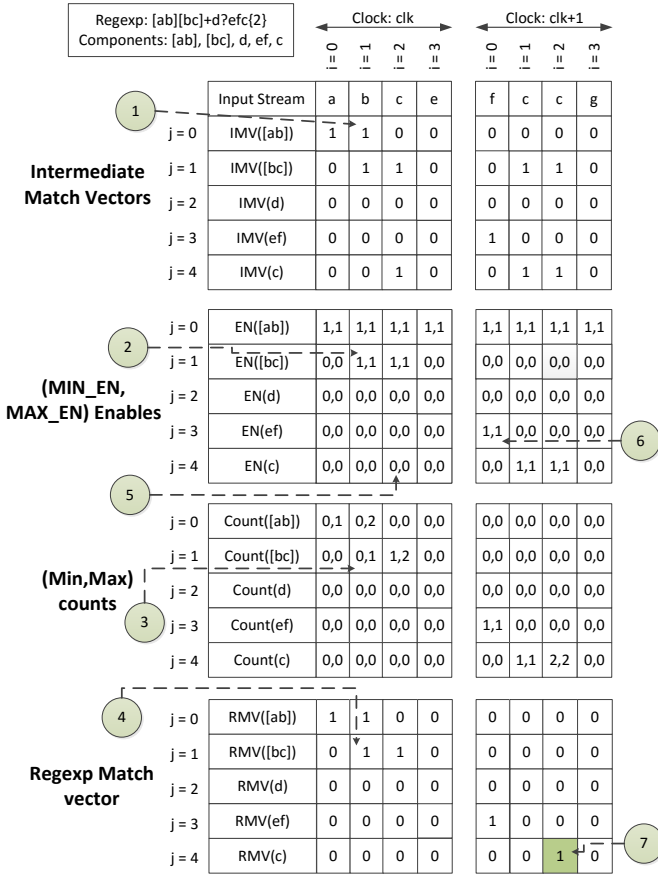 Regexp: [ab][bc]+d?efc{2}
Components: [ab], [bc], d, ef, c
Clock: clk
Clock: clk+1
i = 0 i = 1 i = 2 i = 3 i = 0 i = 1 i = 2 i = 3
Input Stream a b c e f c c g
1
j = 0 IMV([ab]) 1 1 0 0 0 0 0 0
Intermediate Match Vectors
j = 1 IMV([bc]) 0 1 1 0 0 1 1 0
j = 2 IMV(d) 0 0 0 0 0 0 0 0
j = 3 IMV(ef) 0 0 0 0 1 0 0 0
j = 4 IMV(c) 0 0 1 0 0 1 1 0
j = 0 EN([ab]) 1,1 1,1 1,1 1,1 1,1 1,1 1,1 1,1
2
j = 1 EN([bc]) 0,0 1,1 1,1 0,0 0,0 0,0 0,0 0,0
(MIN_EN, MAX_EN) Enables
j = 2 EN(d) 0,0 0,0 0,0 0,0 0,0 0,0 0,0 0,0
j = 3 EN(ef) 0,0 0,0 0,0 0,0 1,1 0,0 0,0 0,0
6
j = 4 EN(c) 0,0 0,0 0,0 0,0 0,0 1,1 1,1 0,0
5
j = 0 Count([ab]) 0,1 0,2 0,0 0,0 0,0 0,0 0,0 0,0
j = 1 Count([bc]) 0,0 0,1 1,2 0,0 0,0 0,0 0,0 0,0
(Min,Max) counts
j = 2 Count(d) 0,0 0,0 0,0 0,0 0,0 0,0 0,0 0,0
3
j = 3 Count(ef) 0,0 0,0 0,0 0,0 1,1 0,0 0,0 0,0
j = 4 Count(c) 0,0 0,0 0,0 0,0 0,0 1,1 2,2 0,0
4
j = 0 RMV([ab]) 1 1 0 0 0 0 0 0
j = 1 RMV([bc]) 0 1 1 0 0 0 0 0
Regexp Match vector
j = 2 RMV(d) 0 0 0 0 0 0 0 0
j = 3 RMV(ef) 0 0 0 0 1 0 0 0
7
j = 4 RMV(c) 0 0 0 0 0 0 1 0